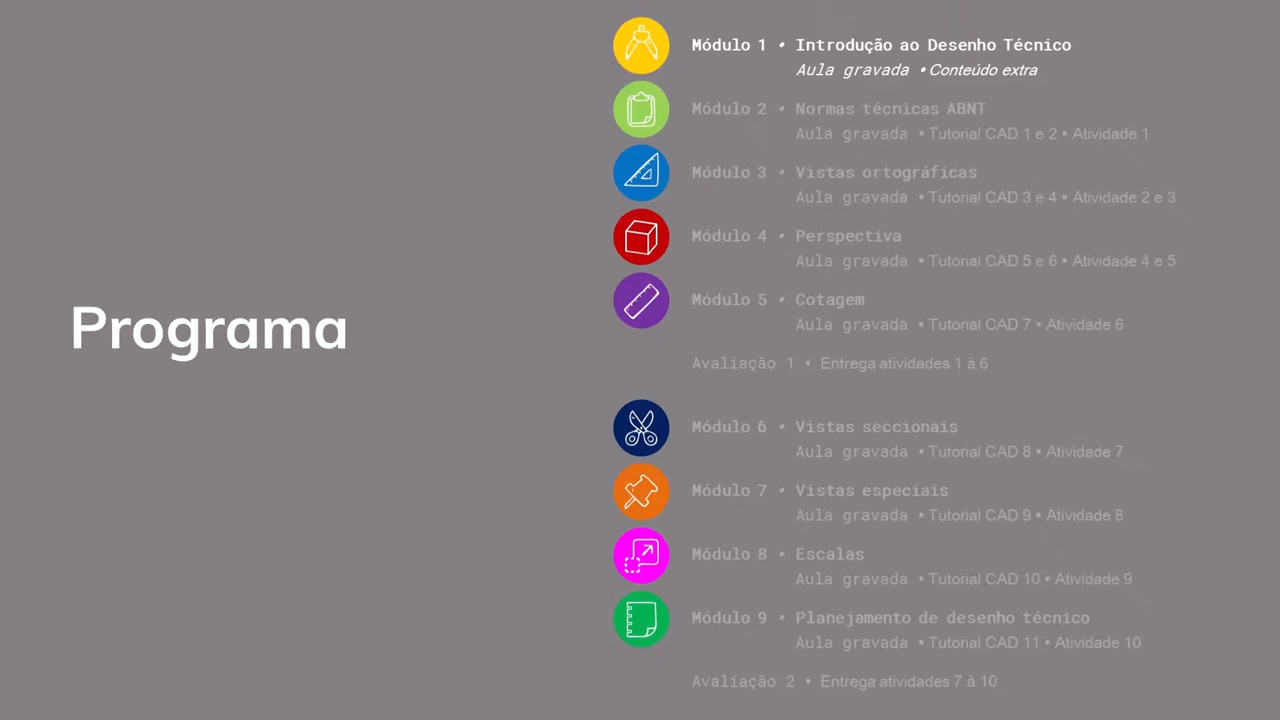 Programa
Módulo 1 • Introdução ao Desenho Técnico
Aula gravada • Conteúdo extra
Módulo 2 • Normas técnicas ABNT
Aula gravada • Tutorial CAD 1 e 2 • Atividade 1
Módulo 3 • Vistas ortográficas
Aula gravada • Tutorial CAD 3 e 4 • Atividade 2 e 3
Módulo 4 • Perspectiva
Aula gravada • Tutorial CAD 5 e 6 • Atividade 4 e 5
Módulo 5 • Cotagem
Aula gravada • Tutorial CAD 7 • Atividade 6
Avaliação 1 • Entrega atividades 1 à 6
Módulo 6 • Vistas seccionais
Aula gravada • Tutorial CAD 8 • Atividade 7
Módulo 7 • Vistas especiais
Aula gravada • Tutorial CAD 9 • Atividade 8
Módulo 8 • Escalas
Aula gravada • Tutorial CAD 10 • Atividade 9
Módulo 9 • Planejamento de desenho técnico
Aula gravada • Tutorial CAD 11 • Atividade 10
Avaliação 2 • Entrega atividades 7 à 10